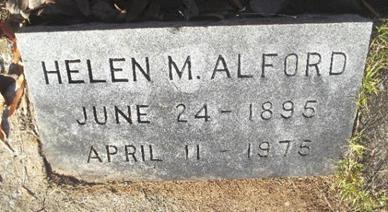 HELEN M. ALFORD
JUNE 24 - 1895
APRIL 11 - 1975